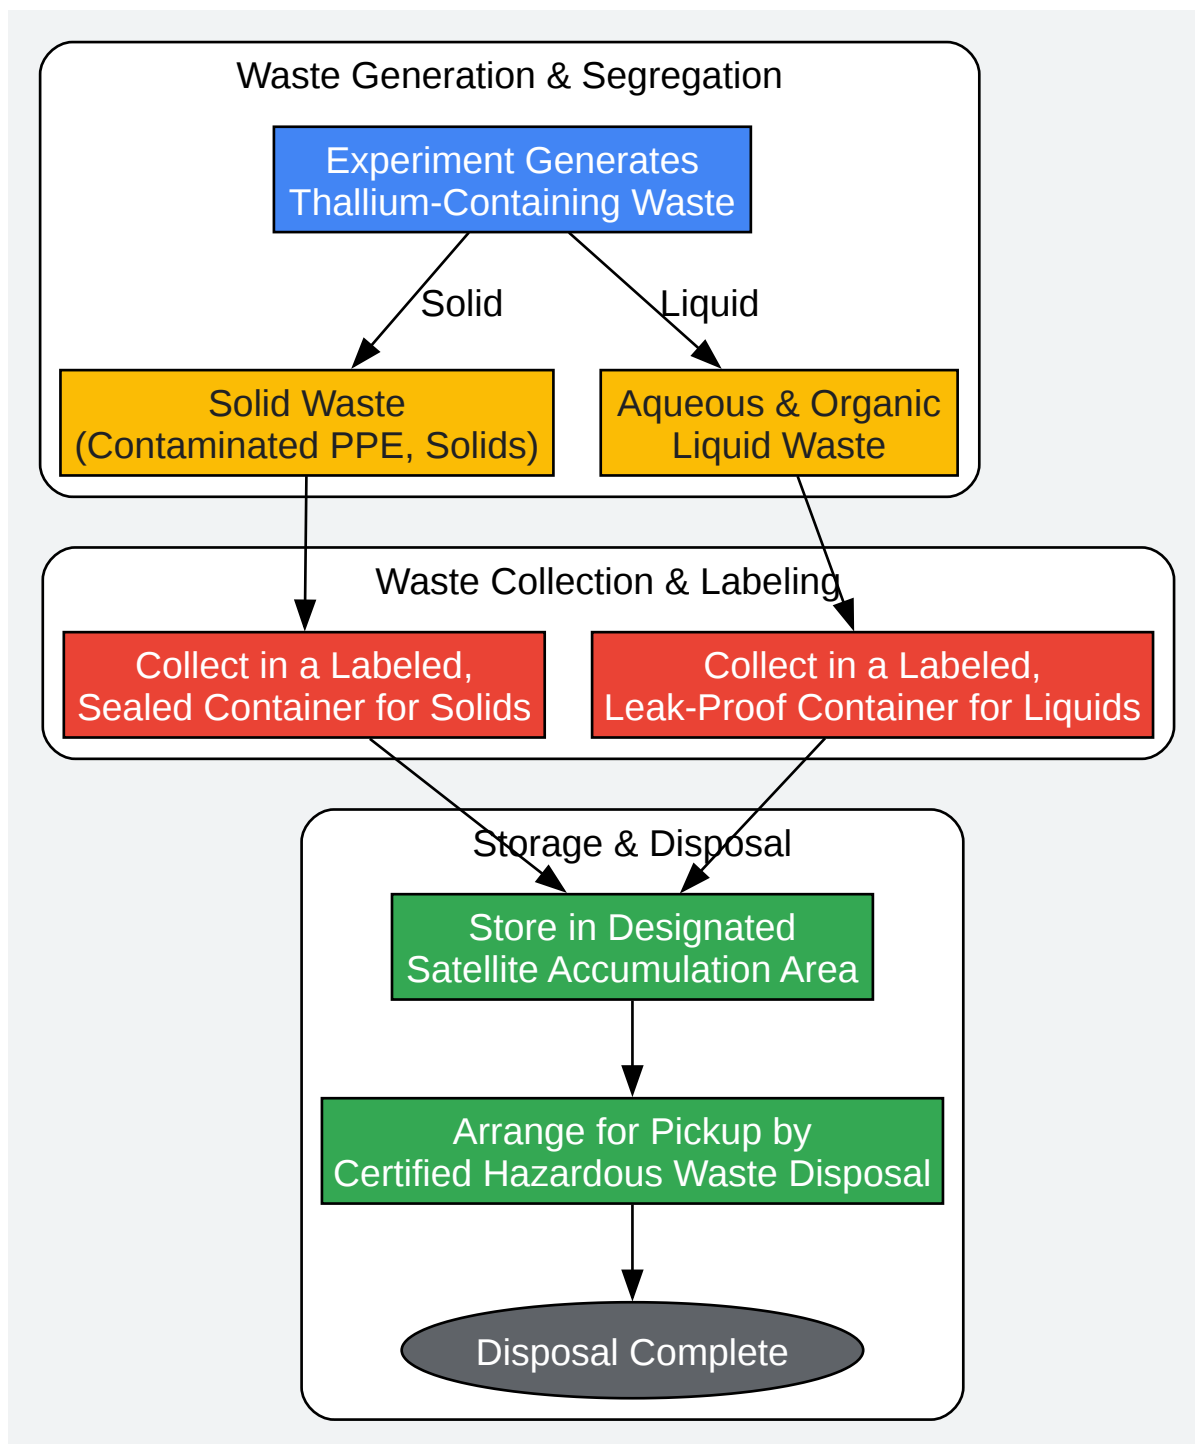 Waste Generation & Segregation
Experiment Generates
Thallium-Containing Waste
Solid
Liquid
Solid Waste
(Contaminated PPE, Solids)
Aqueous & Organic
Liquid Waste
Waste Collection & Labeling
Collect in a Labeled,
Sealed Container for Solids
Collect in a Labeled,
Leak-Proof Container for Liquids
Storage & Disposal
Store in Designated
Satellite Accumulation Area
Arrange for Pickup by
Certified Hazardous Waste Disposal
Disposal Complete